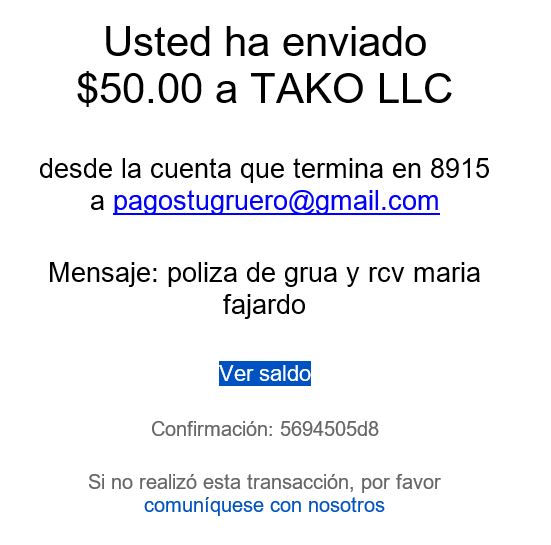 Usted ha enviado
$50.00 a TAKO LLC
desde la cuenta que termina en 8915
a pagostugruero@gmail.com
Mensaje: poliza de grua y rcv maria
fajardo
Ver saldo
Confirmación: 5694505d8
Si no realizó esta transacción, por favor
comuníquese con nosotros